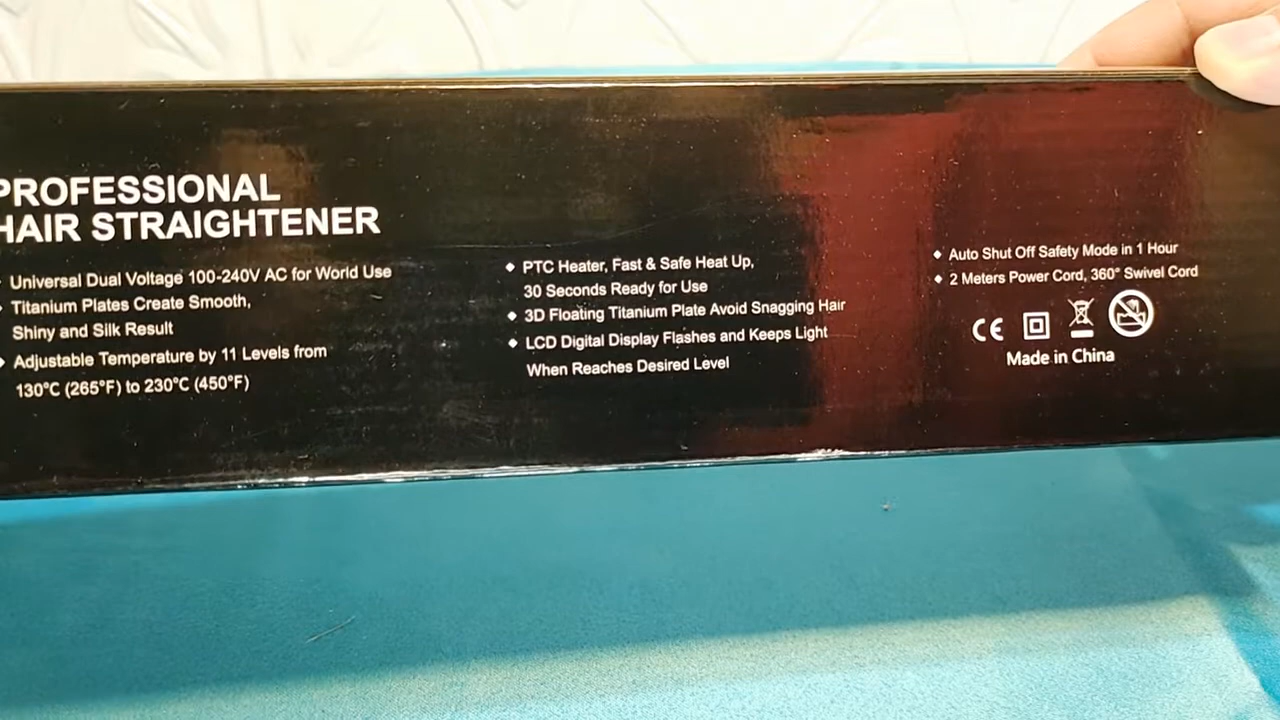 PROFESSIONAL
HAIR STRAIGHTENER
Universal Dual Voltage 100-240V AC for World Use
Titanium Plates Create Smooth,
Shiny and Silk Result
Adjustable Temperature by 11 Levels from
130℃ (265°F) to 230℃ (450°F)
PTC Heater, Fast & Safe Heat Up,
30 Seconds Ready for Use
3D Floating Titanium Plate Avoid Snagging Hair
LCD Digital Display Flashes and Keeps Light
When Reaches Desired Level
Auto Shut Off Safety Mode in 1 Hour
2 Meters Power Cord, 360° Swivel Cord
CE
Made in China